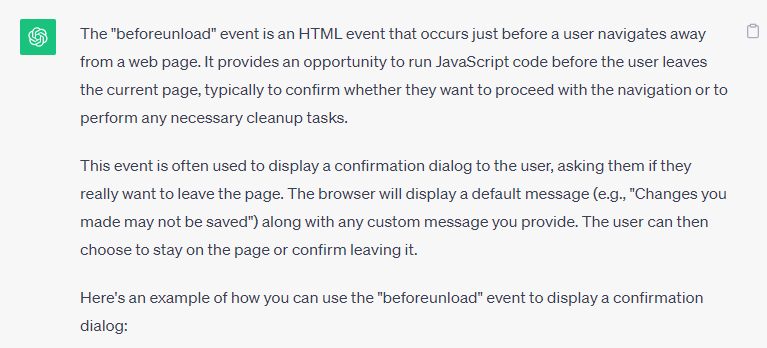 The "beforeunload" event is an HTML event that occurs just before a user navigates away
from a web page. It provides an opportunity to run JavaScript code before the user leaves
the current page, typically to confirm whether they want to proceed with the navigation or to
perform any necessary cleanup tasks.
This event is often used to display a confirmation dialog to the user, asking them if they
really want to leave the page. The browser will display a default message (e.g., "Changes you
made may not be saved") along with any custom message you provide. The user can then
choose to stay on the page or confirm leaving it.
Here's an example of how you can use the "beforeunload" event to display a confirmation
dialog: